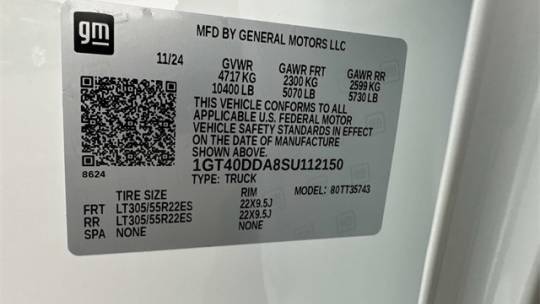 gm
MFD BY GENERAL MOTORS LLC
11/24 GVWR GAWR FRT GAWR RR
4717 KG 2300 KG 2599 KG
10400 LB 5070 LB 5730 LB
THIS VEHICLE CONFORMS TO ALL
APPLICABLE U.S. FEDERAL MOTOR
VEHICLE SAFETY STANDARDS IN EFFECT
ON THE DATE OF MANUFACTURE
SHOWN ABOVE.
8624 1GT40DDA8SU112150
TYPE: TRUCK MODEL: 80TT35743
TIRE SIZE RIM
FRT LT305/55R22ES 22X9.5J
RR LT305/55R22ES 22X9.5J
SPA NONE NONE